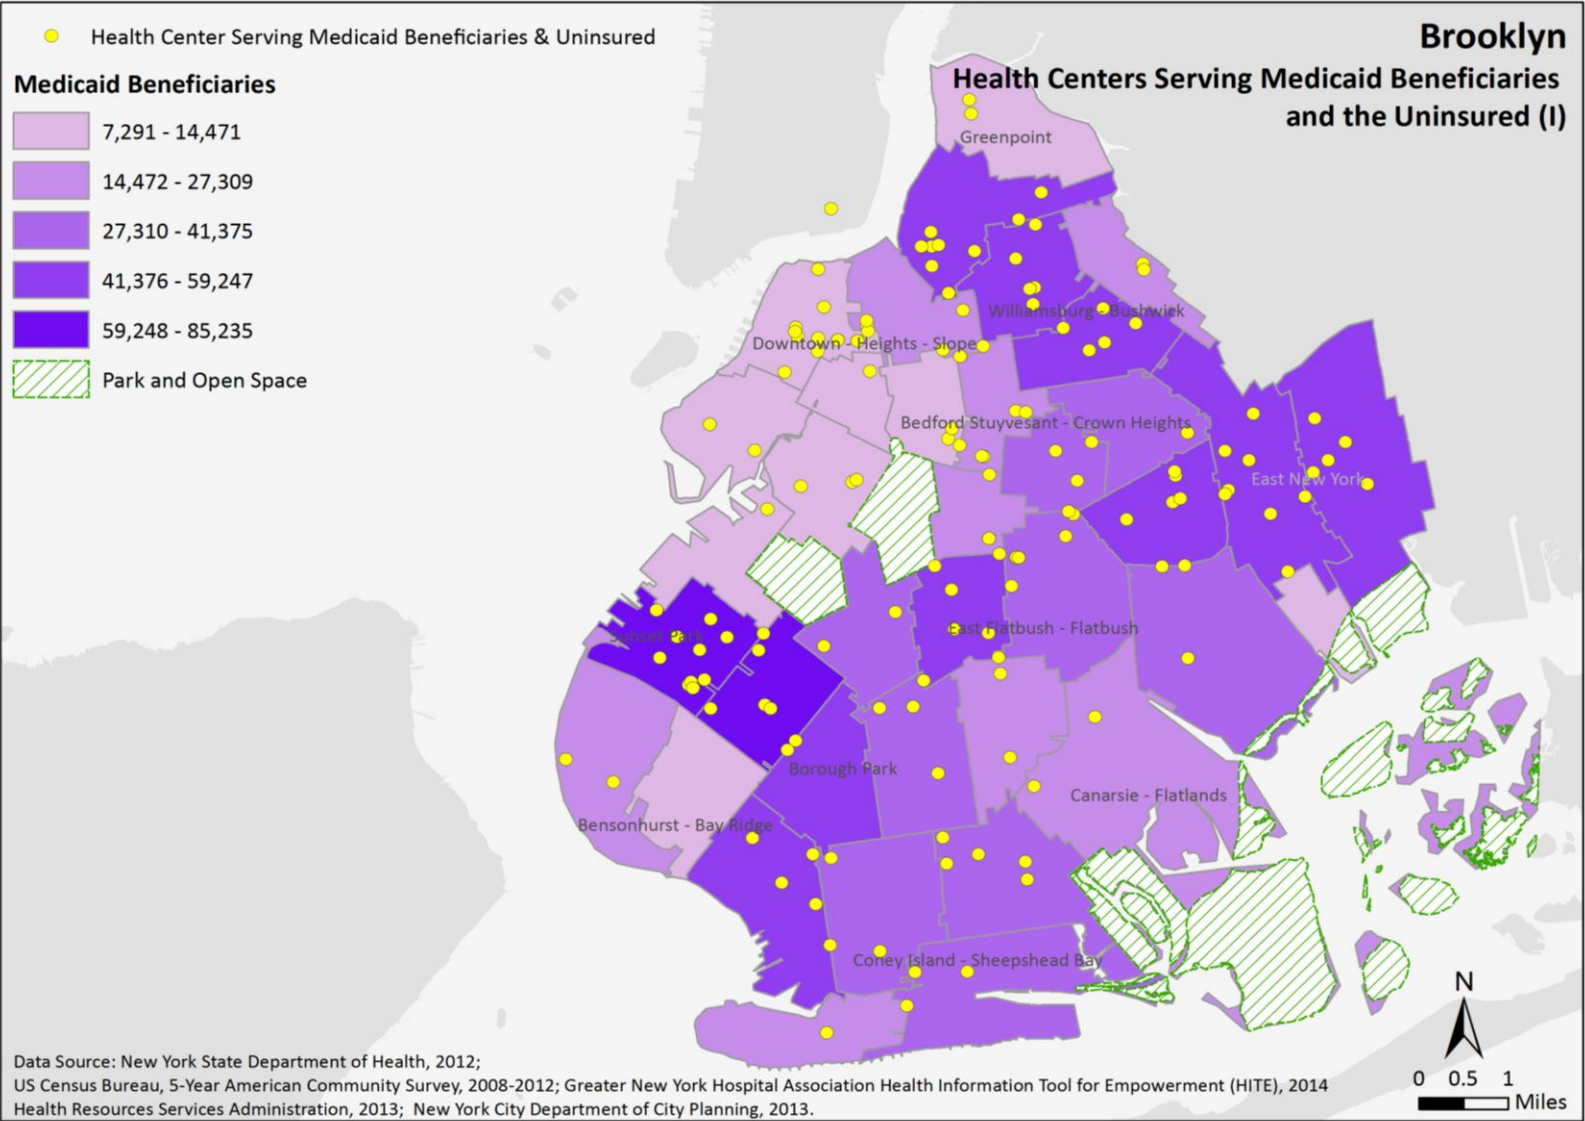 Health Center Serving Medicaid Beneficiaries & Uninsured
Medicaid Beneficiaries
7,291 - 14,471
14,472 - 27,309
27,310 - 41,375
41,376 - 59,247
59,248 - 85,235
Park and Open Space
Brooklyn
Health Centers Serving Medicaid Beneficiaries
and the Uninsured (I)
Greenpoint
Williamsburg - Bushwick
Downtown - Heights - Slope
Bedford Stuyvesant - Crown Heights
East New York
East Flatbush - Flatbush
Sunset Park
Borough Park
Canarsie - Flatlands
Bensonhurst - Bay Ridge
Coney Island - Sheepshead Bay
N
0 0.5 1
Miles
Data Source: New York State Department of Health, 2012;
US Census Bureau, 5-Year American Community Survey, 2008-2012; Greater New York Hospital Association Health Information Tool for Empowerment (HITE), 2014
Health Resources Services Administration, 2013; New York City Department of City Planning, 2013.